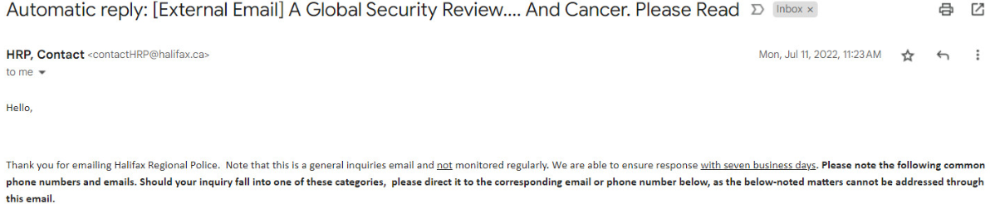 Automatic reply: [External Email] A Global Security Review.... And Cancer. Please Read Inbox ×
HRP, Contact <contactHRP@halifax.ca> Mon, Jul 11, 2022, 11:23 AM
to me
Hello,
Thank you for emailing Halifax Regional Police. Note that this is a general inquiries email and not monitored regularly. We are able to ensure response with seven business days. Please note the following common
phone numbers and emails. Should your inquiry fall into one of these categories, please direct it to the corresponding email or phone number below, as the below-noted matters cannot be addressed through
this email.